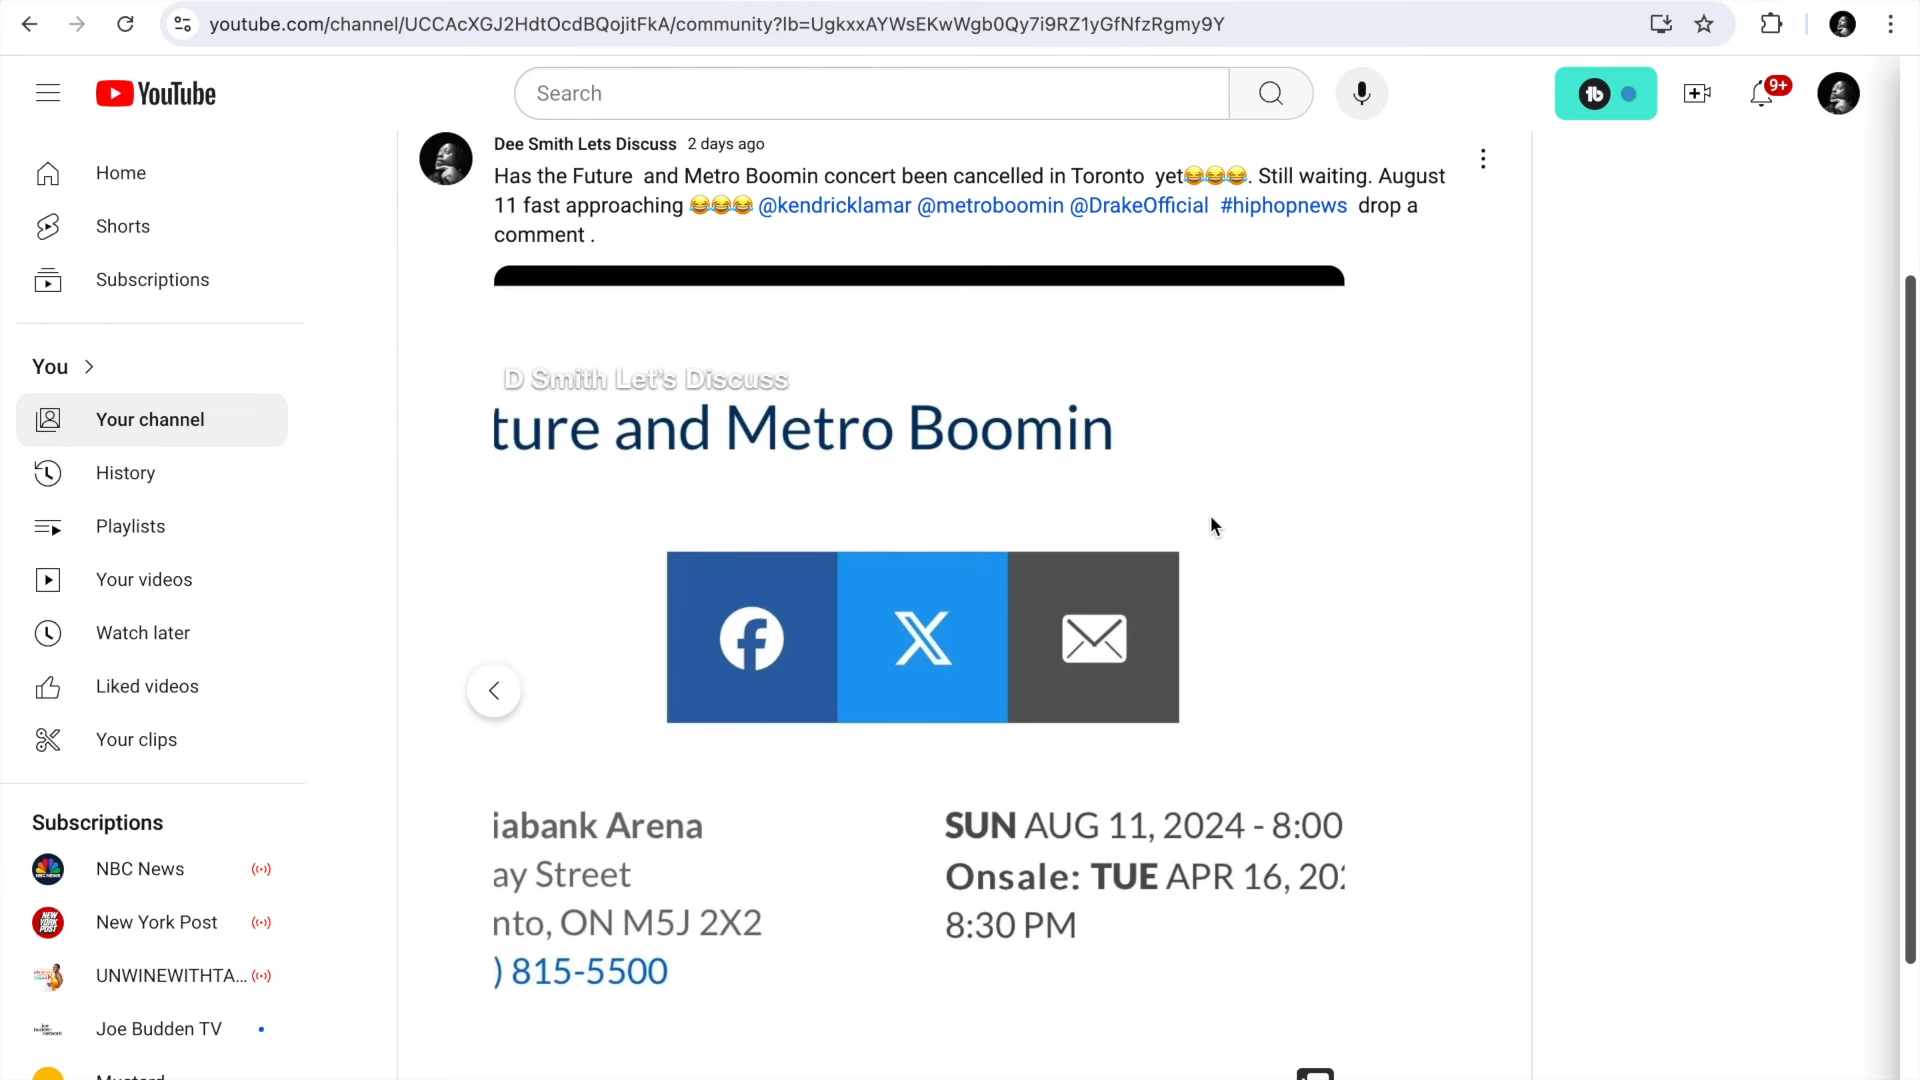 youtube.com/channel/UCCAcXGJ2HdtOcdBQojitFkA/community?lb=UgkxxAYWsEKwWgb0Qy7i9RZ1yGfNfzRgmy9Y
YouTube
Search
9+
Home
Shorts
Subscriptions
You
Your channel
History
Playlists
Your videos
Watch later
Liked videos
Your clips
Subscriptions
NBC News
New York Post
UNWINEWITHTA...
Joe Budden TV
Dee Smith Lets Discuss 2 days ago
Has the Future and Metro Boomin concert been cancelled in Toronto yet😂😂😂. Still waiting. August
11 fast approaching 😂😂😂 @kendricklamar @metroboomin @DrakeOfficial #hiphopnews drop a
comment .
D Smith Let's Discuss
ture and Metro Boomin
iabank Arena
ay Street
nto, ON M5J 2X2
) 815-5500
SUN AUG 11, 2024 - 8:00
Onsale: TUE APR 16, 202
8:30 PM